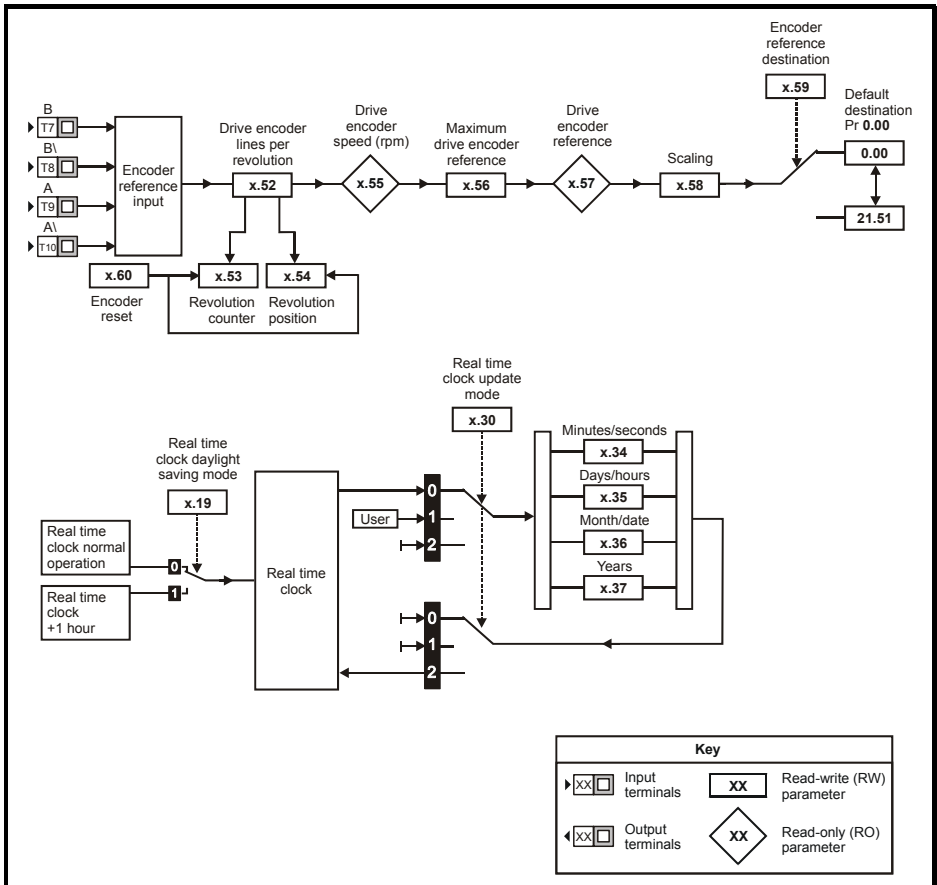 Encoder
reference
destination
x.59
Default
destination
Pr 0.00
0.00
21.51
B
T7
B\
T8
A
T9
A\
T10
Encoder
reference
input
Drive encoder
lines per
revolution
x.52
Drive
encoder
speed (rpm)
x.55
Maximum
drive encoder
reference
x.56
Drive
encoder
reference
x.57
Scaling
x.58
x.60
Encoder
reset
x.53
Revolution
counter
x.54
Revolution
position
Real time
clock update
mode
x.30
Real time
clock daylight
saving mode
x.19
Real time
clock normal
operation
0
Real time
clock
+1 hour
1
Real time
clock
0
User
1
2
0
1
2
Minutes/seconds
x.34
Days/hours
x.35
Month/date
x.36
Years
x.37
Key
XX
Input
terminals
XX
Read-write (RW)
parameter
XX
Output
terminals
XX
Read-only (RO)
parameter